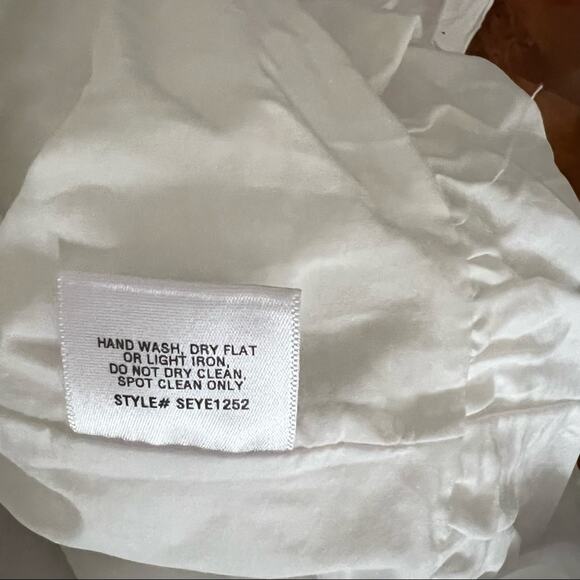 HAND WASH, DRY FLAT
OR LIGHT IRON,
DO NOT DRY CLEAN,
SPOT CLEAN ONLY
STYLE# SEYE1252